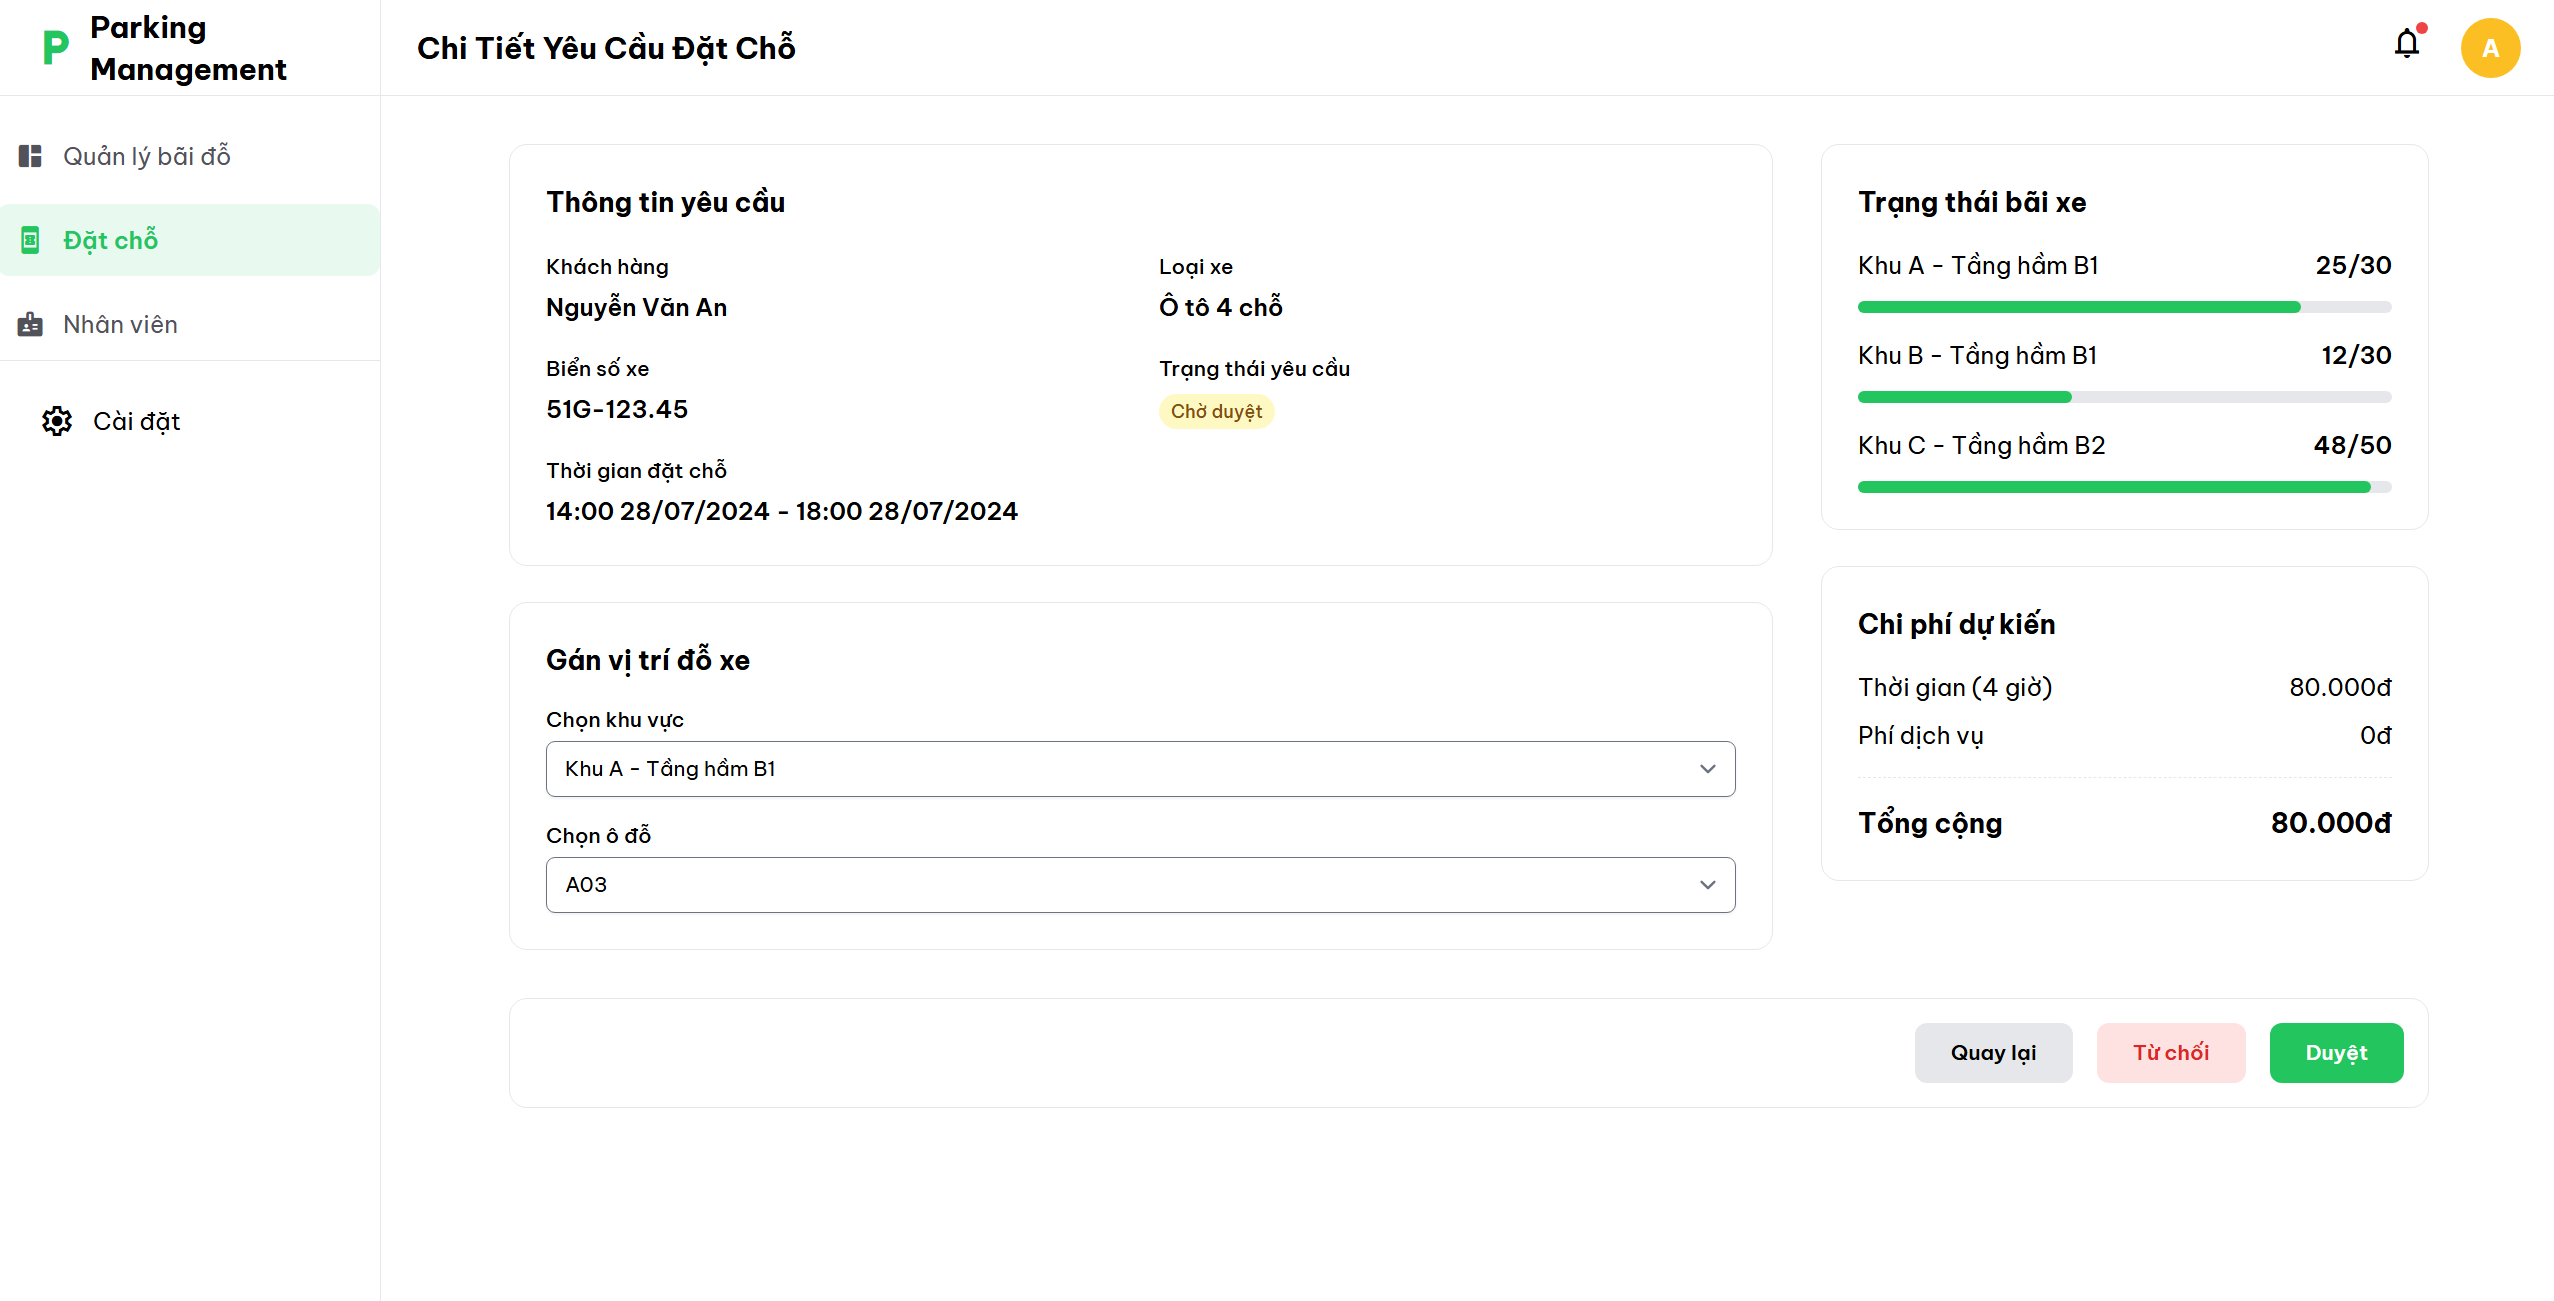 P
Parking
Management
Chi Tiết Yêu Cầu Đặt Chỗ
A
Quản lý bãi đỗ
Đặt chỗ
Nhân viên
Cài đặt
Thông tin yêu cầu
Khách hàng
Nguyễn Văn An
Loại xe
Ô tô 4 chỗ
Biển số xe
51G-123.45
Trạng thái yêu cầu
Chờ duyệt
Thời gian đặt chỗ
14:00 28/07/2024 - 18:00 28/07/2024
Gán vị trí đỗ xe
Chọn khu vực
Khu A - Tầng hầm B1
Chọn ô đỗ
A03
Trạng thái bãi xe
Khu A - Tầng hầm B1 25/30
Khu B - Tầng hầm B1 12/30
Khu C - Tầng hầm B2 48/50
Chi phí dự kiến
Thời gian (4 giờ) 80.000đ
Phí dịch vụ 0đ
Tổng cộng 80.000đ
Quay lại
Từ chối
Duyệt